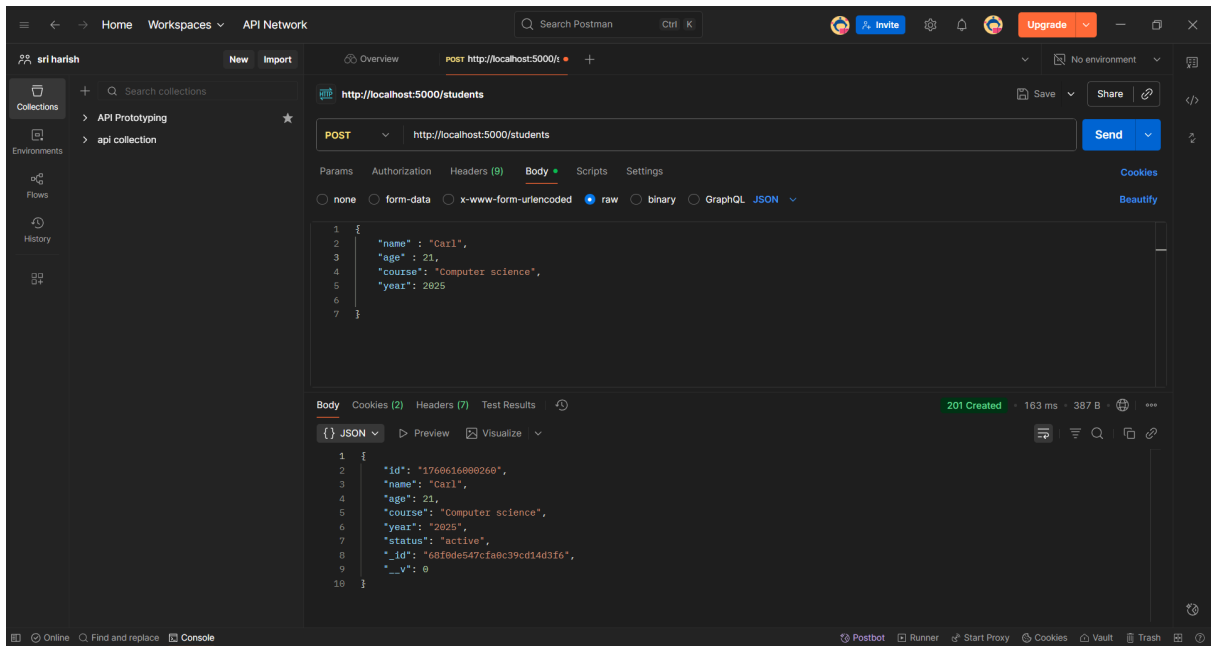 Home Workspaces API Network Search Postman Ctrl K Invite Upgrade
sri harish New Import Overview POST http://localhost:5000/s No environment
Collections
Environments
Flows
History
Search collections
API Prototyping
api collection
HTTP http://localhost:5000/students Save Share
POST http://localhost:5000/students Send
Params Authorization Headers (9) Body Scripts Settings Cookies
none form-data x-www-form-urlencoded raw binary GraphQL JSON Beautify
1 {
2 "name" : "Carl",
3 "age" : 21,
4 "course": "Computer science",
5 "year": 2025
6
7 }
Body Cookies (2) Headers (7) Test Results 201 Created 163 ms 387 B
{} JSON Preview Visualize
1 {
2 "id": "1760616000260",
3 "name": "Carl",
4 "age": 21,
5 "course": "Computer science",
6 "year": "2025",
7 "status": "active",
8 "_id": "68f0de547cfa0c39cd14d3f6",
9 "__v": 0
10 }
Online Find and replace Console Postbot Runner Start Proxy Cookies Vault Trash